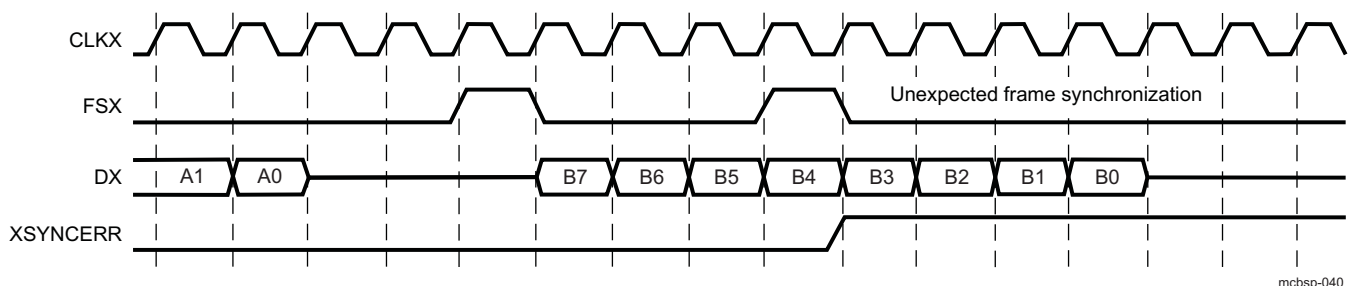 CLKX
FSX
Unexpected frame synchronization
DX
A1 A0 B7 B6 B5 B4 B3 B2 B1 B0
XSYNCERR
mcbsp-040